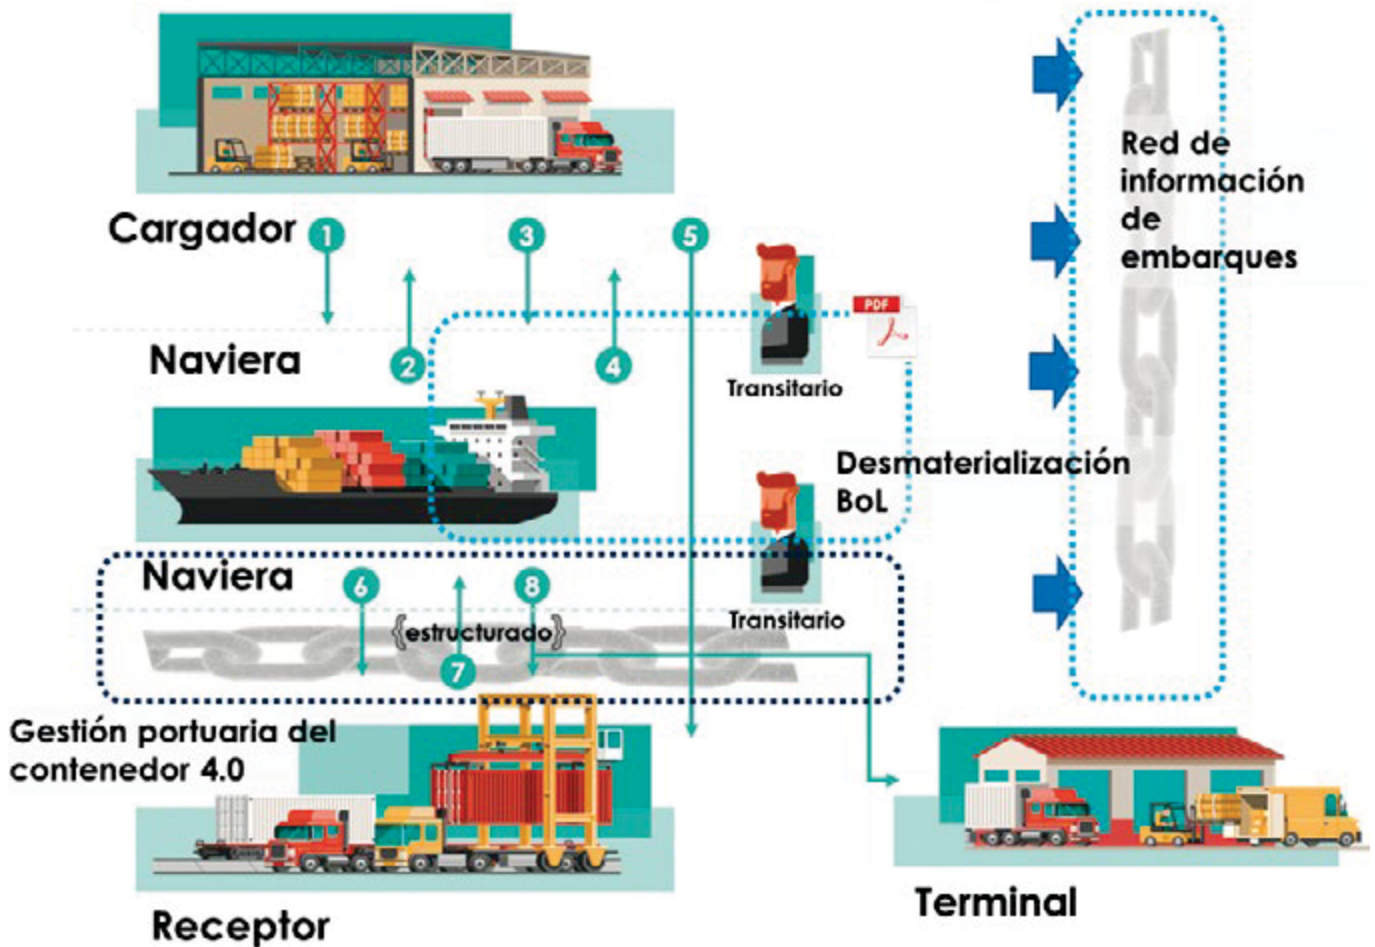 Cargador
1
3
5
Red de
información
de
embarques
PDF
Naviera
2
4
Transitario
Desmaterialización
BoL
Naviera
6
8
{estructurado}
7
Transitario
Gestión portuaria del
contenedor 4.0
Receptor
Terminal